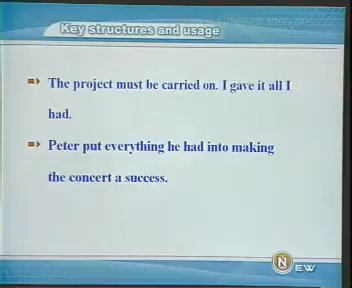 Key structures and usage
The project must be carried on. I gave it all I
had.
Peter put everything he had into making
the concert a success.
NEW